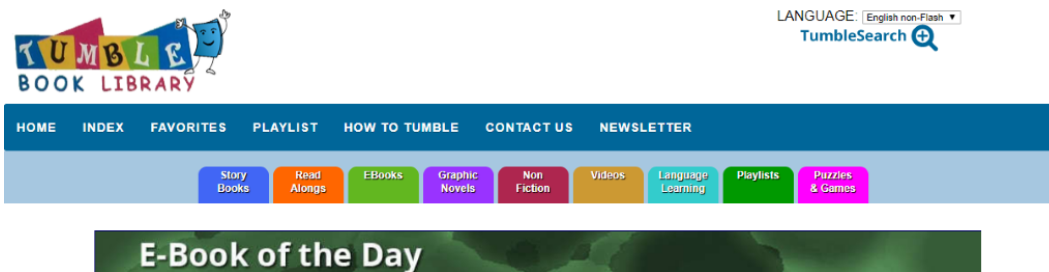 LANGUAGE: English non-Flash
TumbleSearch
TUMBLE
BOOK LIBRARY
HOME INDEX FAVORITES PLAYLIST HOW TO TUMBLE CONTACT US NEWSLETTER
Story Books
Read Alongs
EBooks
Graphic Novels
Non Fiction
Videos
Language Learning
Playlists
Puzzles & Games
E-Book of the Day